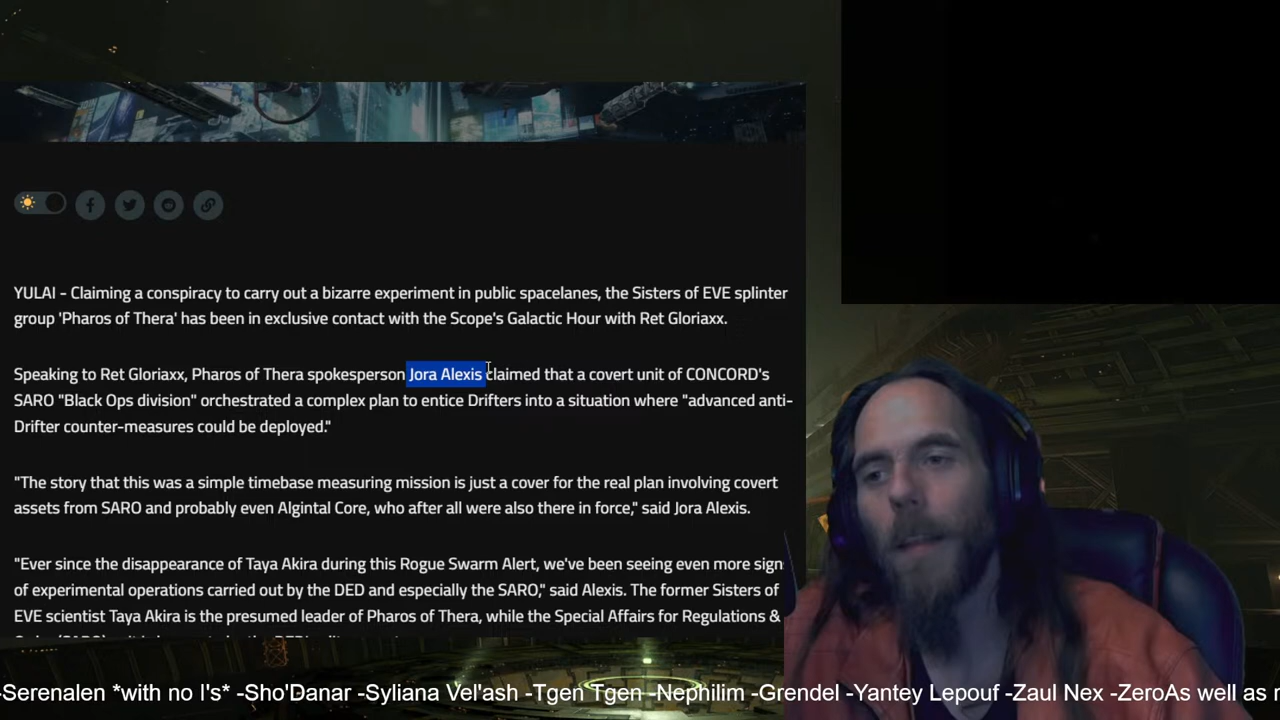 YULAI - Claiming a conspiracy to carry out a bizarre experiment in public spacelanes, the Sisters of EVE splinter
group 'Pharos of Thera' has been in exclusive contact with the Scope's Galactic Hour with Ret Gloriaxx.
Speaking to Ret Gloriaxx, Pharos of Thera spokesperson Jora Alexis claimed that a covert unit of CONCORD's
SARO "Black Ops division" orchestrated a complex plan to entice Drifters into a situation where "advanced anti-
Drifter counter-measures could be deployed."
"The story that this was a simple timebase measuring mission is just a cover for the real plan involving covert
assets from SARO and probably even Algintal Core, who after all were also there in force," said Jora Alexis.
"Ever since the disappearance of Taya Akira during this Rogue Swarm Alert, we've been seeing even more sign
of experimental operations carried out by the DED and especially the SARO," said Alexis. The former Sisters of
EVE scientist Taya Akira is the presumed leader of Pharos of Thera, while the Special Affairs for Regulations &
-Serenalen *with no I's* -Sho'Danar -Syliana Vel'ash -Tgen Tgen -Nephilim -Grendel -Yantey Lepouf -Zaul Nex -ZeroAs well as